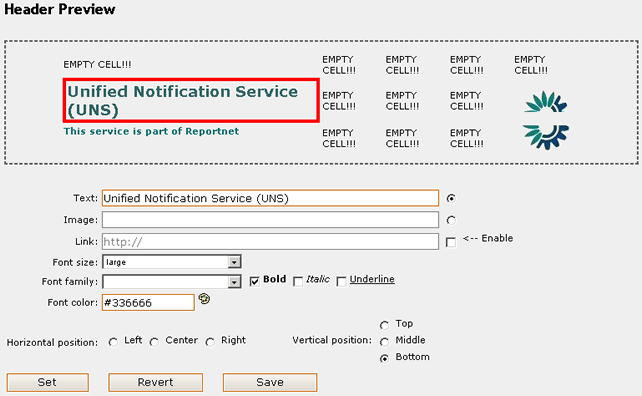 Header Preview
EMPTY CELL!!!
EMPTY CELL!!!
EMPTY CELL!!!
EMPTY CELL!!!
EMPTY CELL!!!
Unified Notification Service (UNS)
EMPTY CELL!!!
EMPTY CELL!!!
EMPTY CELL!!!
This service is part of Reportnet
EMPTY CELL!!!
EMPTY CELL!!!
EMPTY CELL!!!
Text: Unified Notification Service (UNS)
Image:
Link: http:// <-- Enable
Font size: large
Font family: Bold Italic Underline
Font color: #336666
Horizontal position: Left Center Right
Vertical position: Top
Middle
Bottom
Set Revert Save